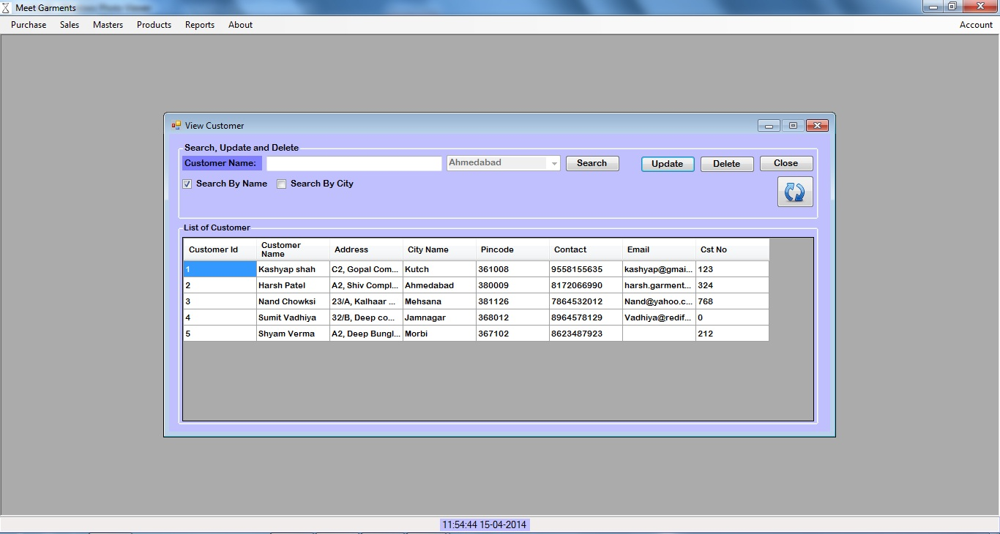 Meet Garments
Purchase Sales Masters Products Reports About Account
View Customer
Search, Update and Delete
Customer Name: Ahmedabad Search Update Delete Close
Search By Name Search By City
List of Customer
Customer Id Customer Name Address City Name Pincode Contact Email Cst No
1 Kashyap shah C2, Gopal Com... Kutch 361008 9558155635 kashyap@gmai... 123
2 Harsh Patel A2, Shiv Compl... Ahmedabad 380009 8172066990 harsh.garment... 324
3 Nand Chowksi 23/A, Kalhaar ... Mehsana 381126 7864532012 Nand@yahoo.c... 768
4 Sumit Vadhiya 32/B, Deep co... Jamnagar 368012 8964578129 Vadhiya@redif... 0
5 Shyam Verma A2, Deep Bungl... Morbi 367102 8623487923 212
11:54:44 15-04-2014